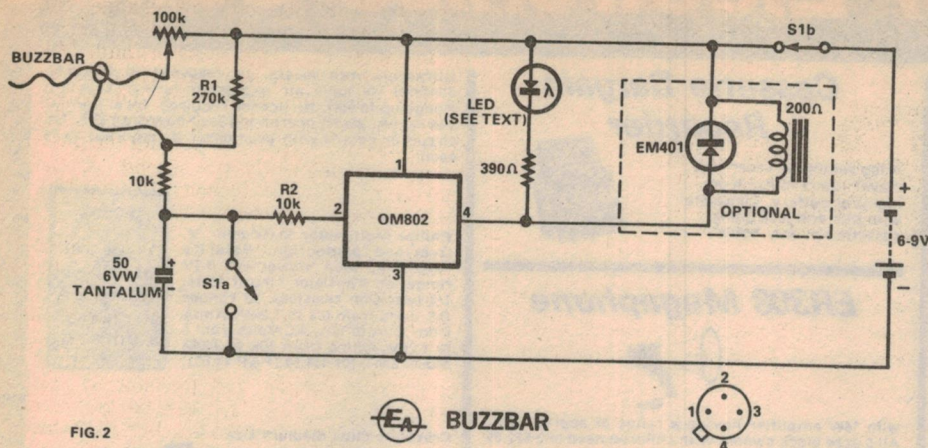 100k
BUZZBAR
R1
270k
10k
R2
10k
50
6VW
TANTALUM
S1a
1
2
OM802
4
3
LED
(SEE TEXT)
λ
390Ω
EM401
200Ω
OPTIONAL
S1b
+
6-9V
−
+
−
FIG. 2
EA BUZZBAR
2
1 3
4